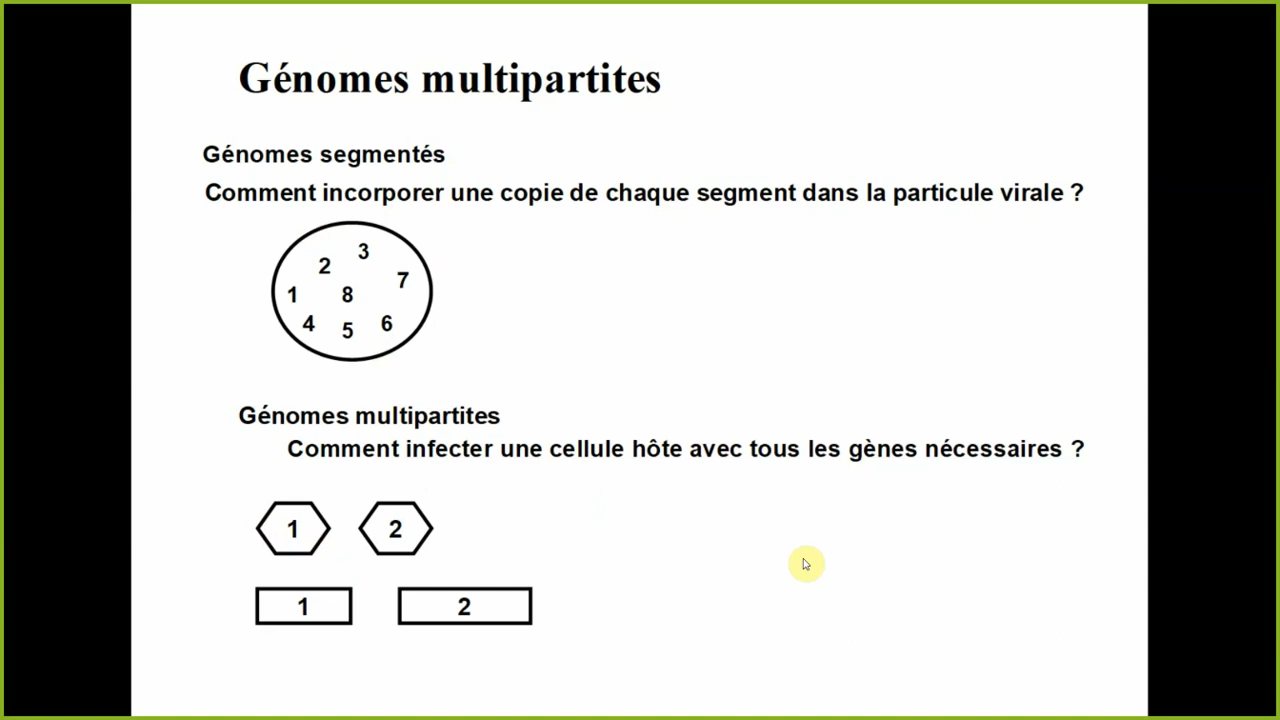 Génomes multipartites
Génomes segmentés
Comment incorporer une copie de chaque segment dans la particule virale ?
3
2
7
1 8
4 5 6
Génomes multipartites
Comment infecter une cellule hôte avec tous les gènes nécessaires ?
1 2
1 2